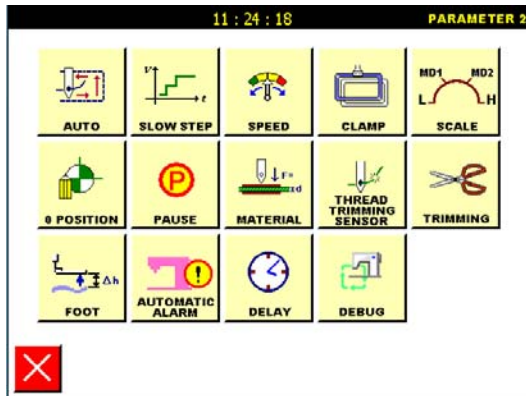 11 : 24 : 18 PARAMETER 2
V t
MD1 MD2
L H
AUTO SLOW STEP SPEED CLAMP SCALE
P
F=
rd
θ POSITION PAUSE MATERIAL THREAD TRIMMING SENSOR TRIMMING
Δh
!
FOOT AUTOMATIC ALARM DELAY DEBUG